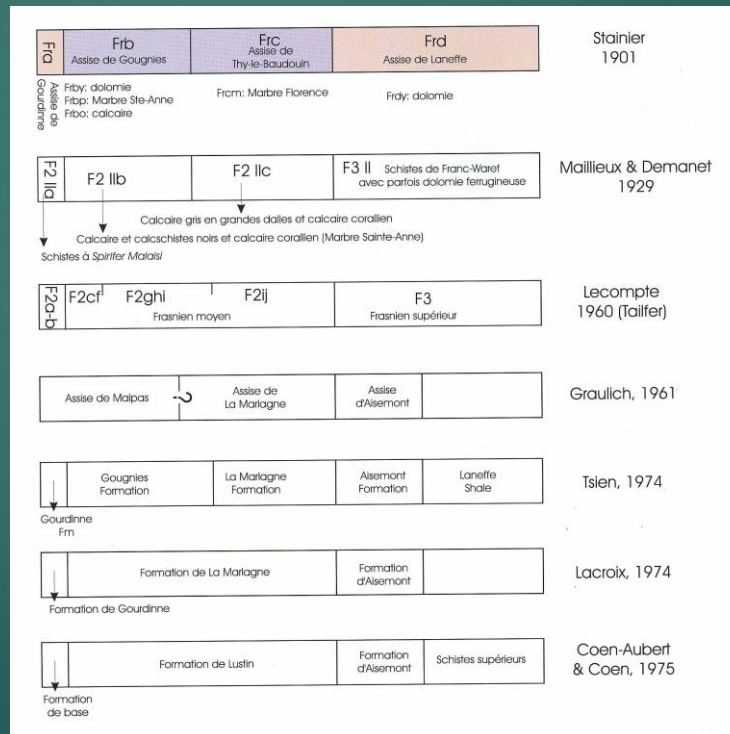 Fra
Frb
Assise de Gougnies
Frc
Assise de
Thy-le-Baudouin
Frd
Assise de Laneffe
Stainier
1901
Assise de
Gourdinne
Frby: dolomie
Frbp: Marbre Ste-Anne
Frbo: calcaire
Frcm: Marbre Florence
Frdy: dolomie
F2 IIa
F2 IIb
F2 IIc
F3 II Schistes de Franc-Waret
avec parfois dolomie ferrugineuse
Maillieux & Demanet
1929
Calcaire gris en grandes dalles et calcaire corallien
Calcaire et calcschistes noirs et calcaire corallien (Marbre Sainte-Anne)
Schistes à Spirifer Malaisi
F2a-b
F2cf F2ghi F2ij
Frasnien moyen
F3
Frasnien supérieur
Lecompte
1960 (Tailfer)
Assise de Malpas
-?-
Assise de
La Marlagne
Assise
d'Aisemont
Graulich, 1961
Gougnies
Formation
La Marlagne
Formation
Aisemont
Formation
Laneffe
Shale
Tsien, 1974
Gourdinne
Fm
Formation de La Marlagne
Formation
d'Aisemont
Lacroix, 1974
Formation de Gourdinne
Formation de Lustin
Formation
d'Aisemont
Schistes supérieurs
Coen-Aubert
& Coen, 1975
Formation
de base